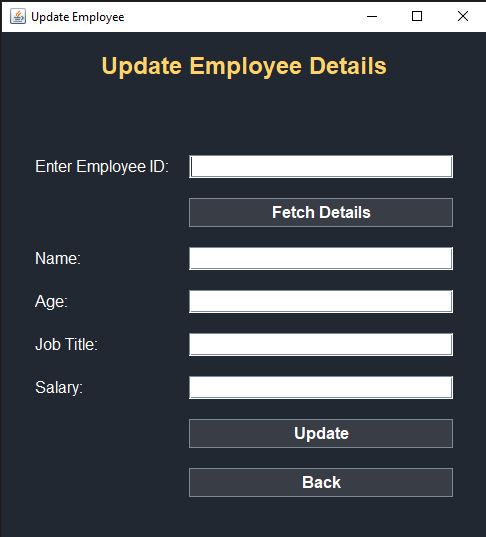 Update Employee
Update Employee Details
Enter Employee ID:
Fetch Details
Name:
Age:
Job Title:
Salary:
Update
Back